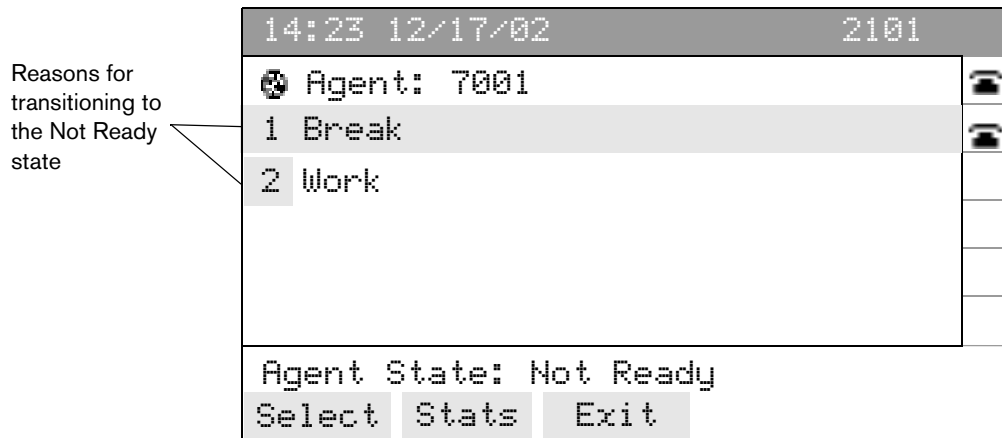 14:23 12/17/02 2101
Reasons for
transitioning to
the Not Ready
state
Agent: 7001
1 Break
2 Work
Agent State: Not Ready
Select Stats Exit